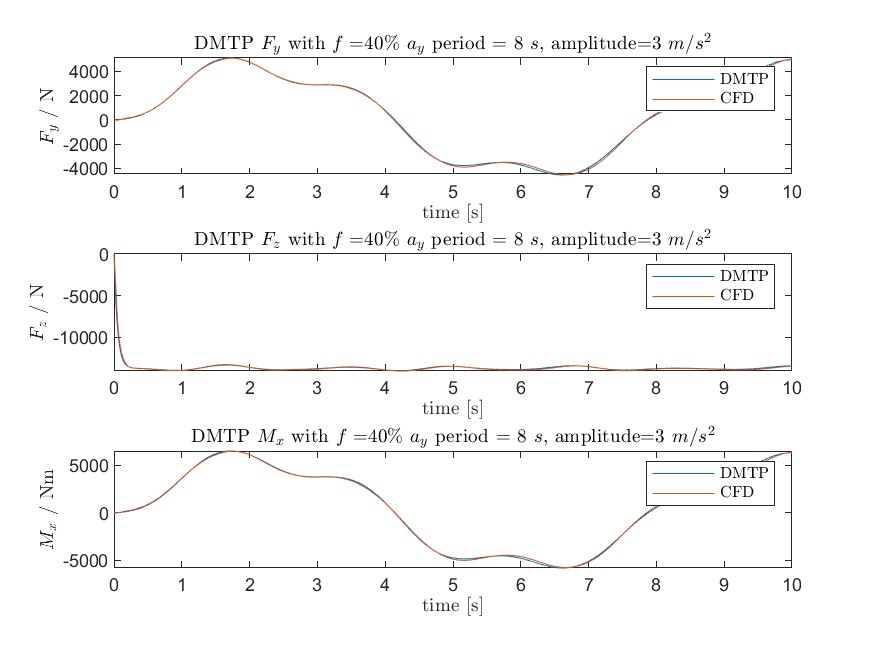 DMTP F_y with f =40% a_y period = 8 s, amplitude=3 m/s²
4000
2000
0
-2000
-4000
F_y / N
DMTP
CFD
0 1 2 3 4 5 6 7 8 9 10
time [s]
DMTP F_z with f =40% a_y period = 8 s, amplitude=3 m/s²
0
-5000
-10000
F_z / N
DMTP
CFD
0 1 2 3 4 5 6 7 8 9 10
time [s]
DMTP M_x with f =40% a_y period = 8 s, amplitude=3 m/s²
5000
0
-5000
M_x / Nm
DMTP
CFD
0 1 2 3 4 5 6 7 8 9 10
time [s]